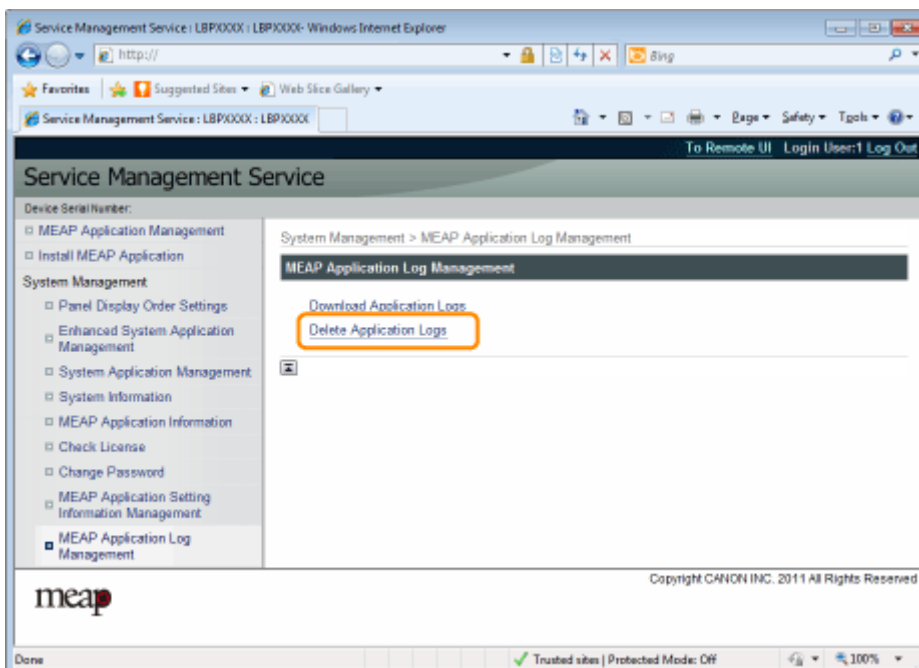 Service Management Service : LBPXXXX : LBPXXXX- Windows Internet Explorer
http://
Bing
Favorites Suggested Sites Web Slice Gallery
Service Management Service : LBPXXXX : LBPXXXX
Page Safety Tools
To Remote UI Login User:1 Log Out
Service Management Service
Device Serial Number:
MEAP Application Management
Install MEAP Application
System Management
Panel Display Order Settings
Enhanced System Application
Management
System Application Management
System Information
MEAP Application Information
Check License
Change Password
MEAP Application Setting
Information Management
MEAP Application Log
Management
System Management > MEAP Application Log Management
MEAP Application Log Management
Download Application Logs
Delete Application Logs
meap
Copyright CANON INC. 2011 All Rights Reserved
Done
Trusted sites | Protected Mode: Off
100%